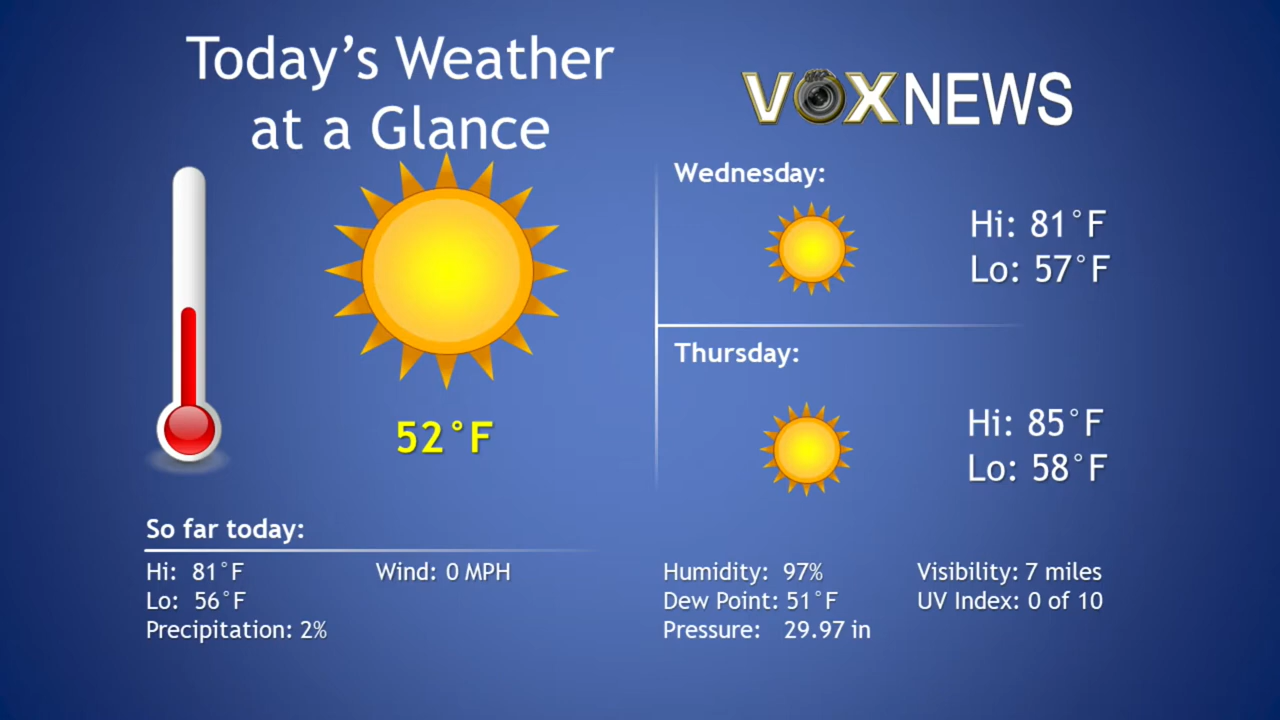 Today's Weather
at a Glance
VOXNEWS
52°F
Wednesday:
Hi: 81°F
Lo: 57°F
Thursday:
Hi: 85°F
Lo: 58°F
So far today:
Hi: 81°F
Lo: 56°F
Precipitation: 2%
Wind: 0 MPH
Humidity: 97%
Dew Point: 51°F
Pressure: 29.97 in
Visibility: 7 miles
UV Index: 0 of 10